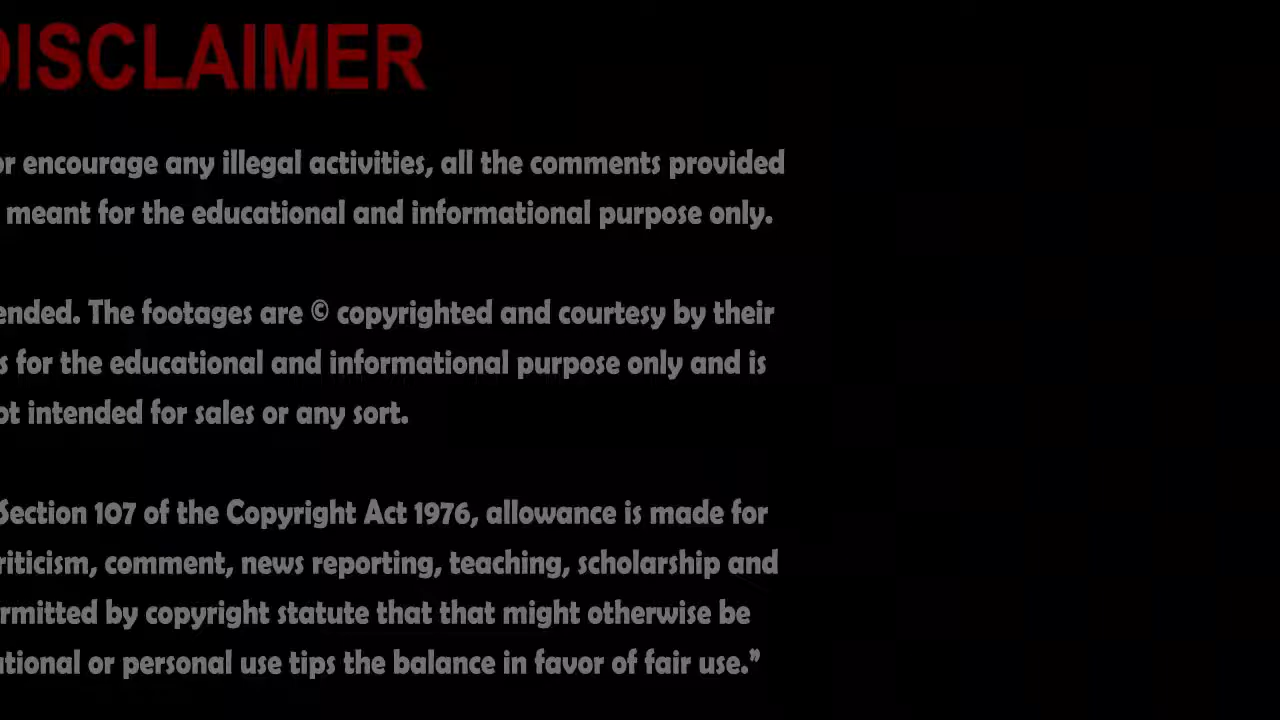 DISCLAIMER
or encourage any illegal activities, all the comments provided
meant for the educational and informational purpose only.
ended. The footages are © copyrighted and courtesy by their
s for the educational and informational purpose only and is
ot intended for sales or any sort.
Section 107 of the Copyright Act 1976, allowance is made for
riticism, comment, news reporting, teaching, scholarship and
rmitted by copyright statute that that might otherwise be
ational or personal use tips the balance in favor of fair use.”